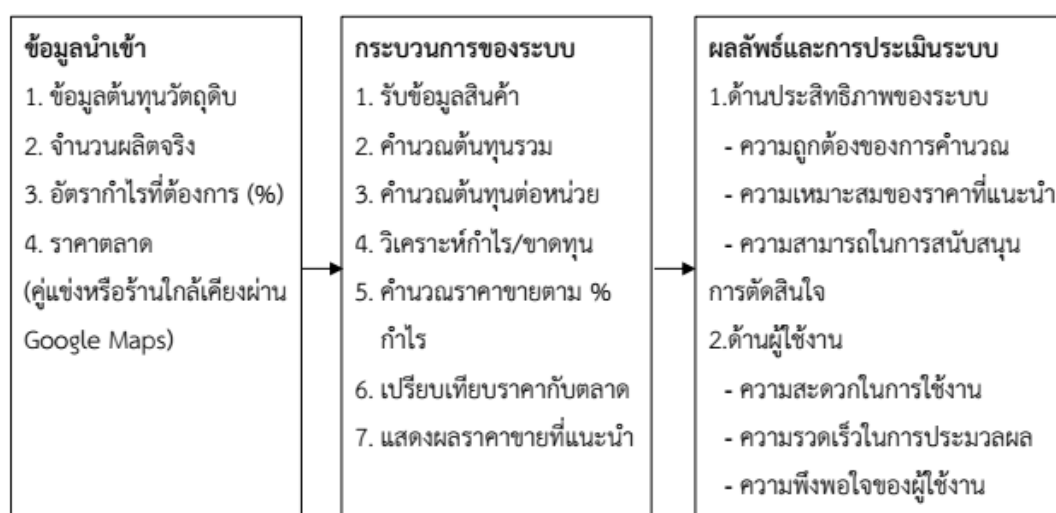 ข้อมูลนำเข้า
1. ข้อมูลต้นทุนวัตถุดิบ
2. จำนวนผลิตจริง
3. อัตรากำไรที่ต้องการ (%)
4. ราคาตลาด
(คู่แข่งหรือร้านใกล้เคียงผ่าน
Google Maps)
กระบวนการของระบบ
1. รับข้อมูลสินค้า
2. คำนวณต้นทุนรวม
3. คำนวณต้นทุนต่อหน่วย
4. วิเคราะห์กำไร/ขาดทุน
5. คำนวณราคาขายตาม %
กำไร
6. เปรียบเทียบราคากับตลาด
7. แสดงผลราคาขายที่แนะนำ
ผลลัพธ์และการประเมินระบบ
1.ด้านประสิทธิภาพของระบบ
- ความถูกต้องของการคำนวณ
- ความเหมาะสมของราคาที่แนะนำ
- ความสามารถในการสนับสนุน
การตัดสินใจ
2.ด้านผู้ใช้งาน
- ความสะดวกในการใช้งาน
- ความรวดเร็วในการประมวลผล
- ความพึงพอใจของผู้ใช้งาน